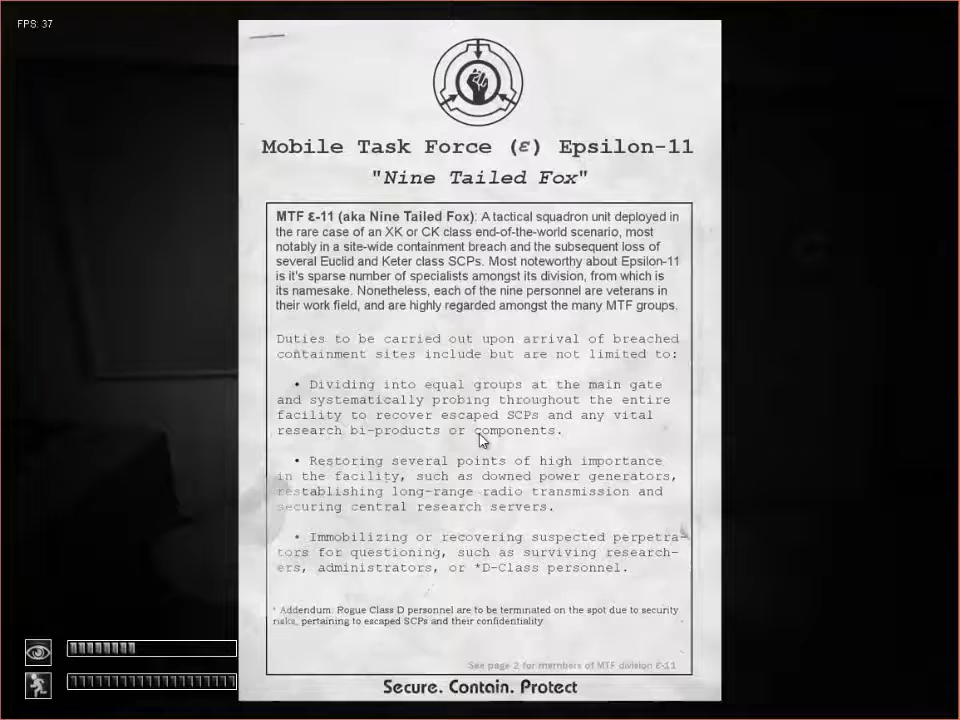 FPS: 37
Mobile Task Force (ε) Epsilon-11
"Nine Tailed Fox"
MTF ε-11 (aka Nine Tailed Fox): A tactical squadron unit deployed in
the rare case of an XK or CK class end-of-the-world scenario, most
notably in a site-wide containment breach and the subsequent loss of
several Euclid and Keter class SCPs. Most noteworthy about Epsilon-11
is it's sparse number of specialists amongst its division, from which is
its namesake. Nonetheless, each of the nine personnel are veterans in
their work field, and are highly regarded amongst the many MTF groups.
Duties to be carried out upon arrival of breached
containment sites include but are not limited to:
• Dividing into equal groups at the main gate
and systematically probing throughout the entire
facility to recover escaped SCPs and any vital
research bi-products or components.
• Restoring several points of high importance
in the facility, such as downed power generators,
establishing long-range radio transmission and
securing central research servers.
• Immobilizing or recovering suspected perpetra-
tors for questioning, such as surviving research-
ers, administrators, or *D-Class personnel.
* Addendum: Rogue Class D personnel are to be terminated on the spot due to security
risks, pertaining to escaped SCPs and their confidentiality
See page 2 for members of MTF division ε-11
Secure. Contain. Protect